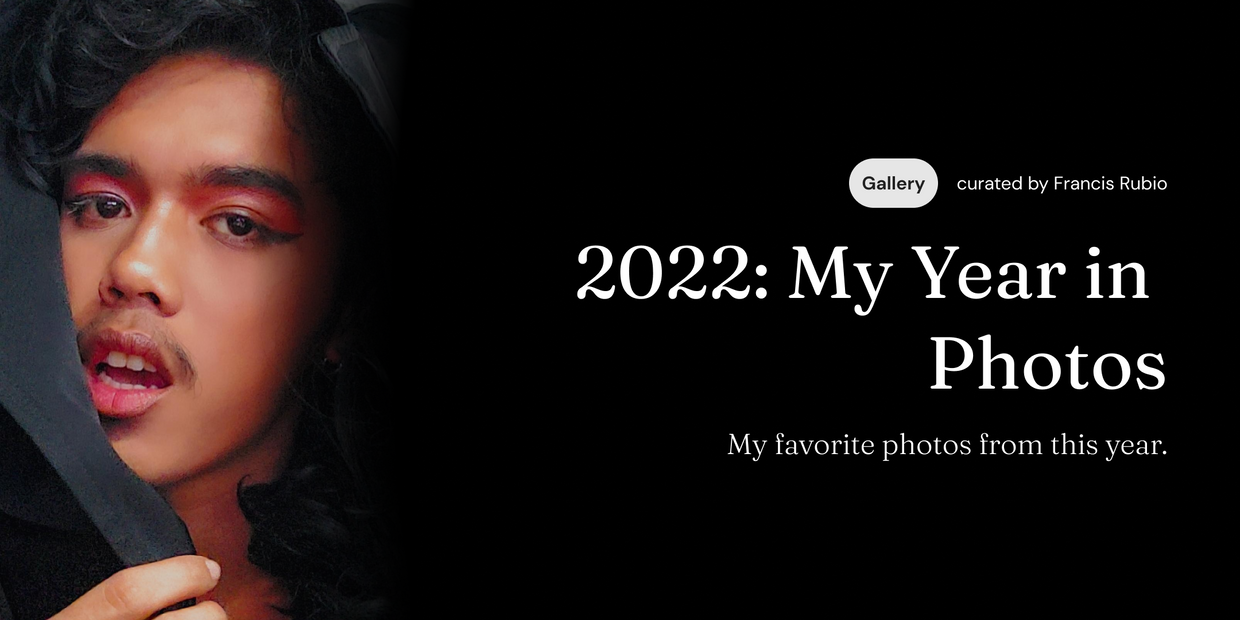 Gallery curated by Francis Rubio
2022: My Year in
Photos
My favorite photos from this year.